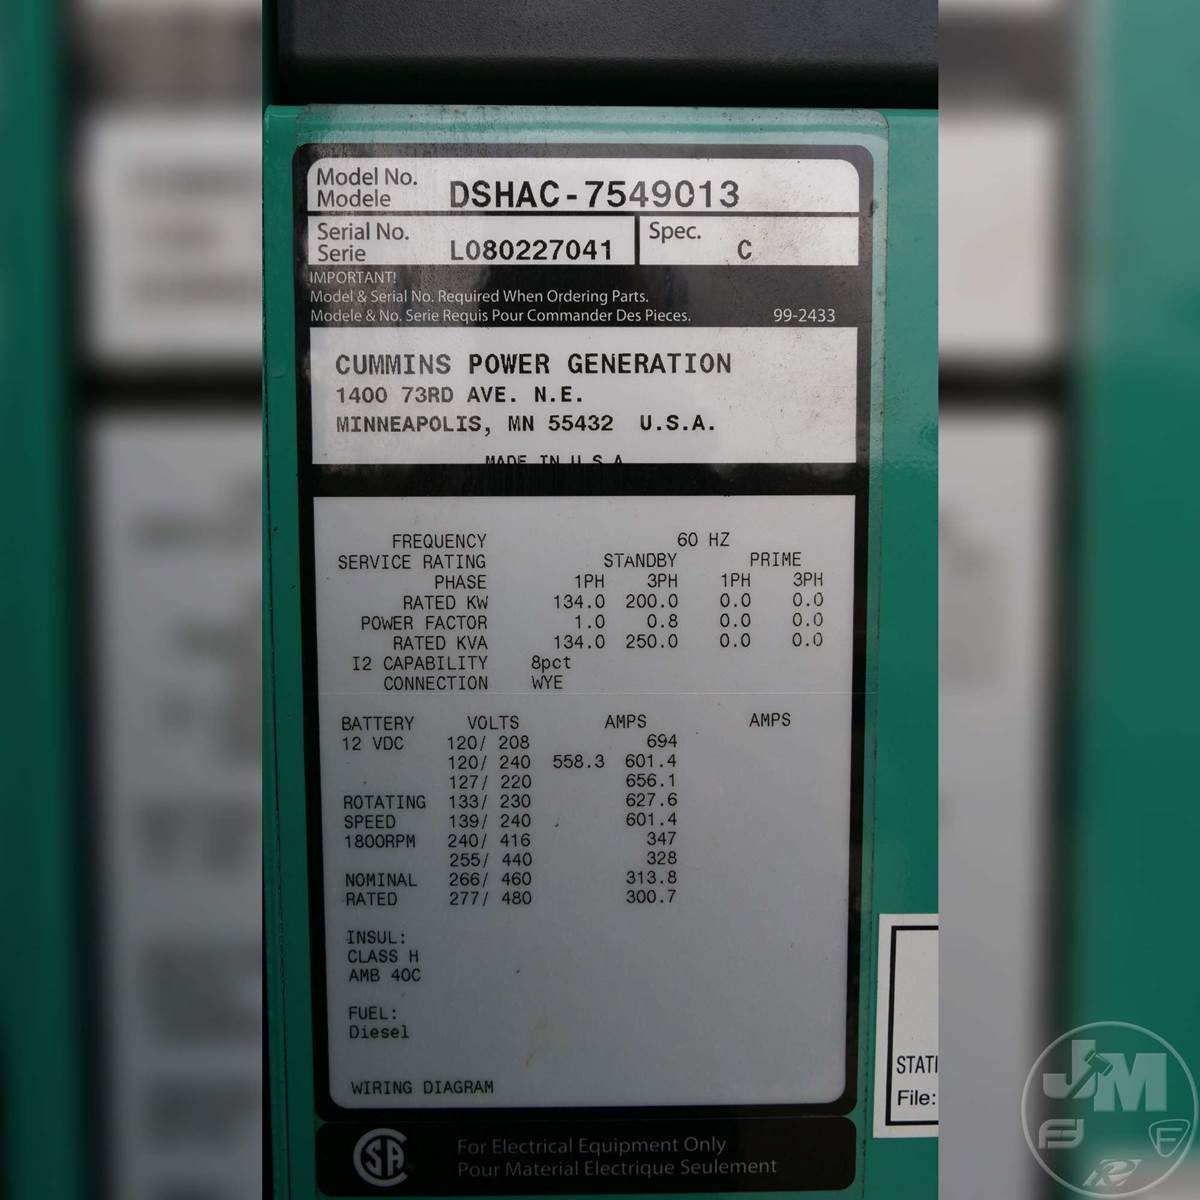 Model No.
Modele DSHAC-7549013
Serial No.
Serie L080227041
Spec. C
IMPORTANT!
Model & Serial No. Required When Ordering Parts.
Modele & No. Serie Requis Pour Commander Des Pieces. 99-2433
CUMMINS POWER GENERATION
1400 73RD AVE. N.E.
MINNEAPOLIS, MN 55432 U.S.A.
MADE IN U.S.A.
FREQUENCY 60 HZ
SERVICE RATING STANDBY PRIME
PHASE 1PH 3PH 1PH 3PH
RATED KW 134.0 200.0 0.0 0.0
POWER FACTOR 1.0 0.8 0.0 0.0
RATED KVA 134.0 250.0 0.0 0.0
I2 CAPABILITY 8pct
CONNECTION WYE
BATTERY VOLTS AMPS AMPS
12 VDC 120/ 208 694
120/ 240 558.3 601.4
127/ 220 656.1
ROTATING 133/ 230 627.6
SPEED 139/ 240 601.4
1800RPM 240/ 416 347
255/ 440 328
NOMINAL 266/ 460 313.8
RATED 277/ 480 300.7
INSUL:
CLASS H
AMB 40C
FUEL:
Diesel
WIRING DIAGRAM
SA
For Electrical Equipment Only
Pour Material Electrique Seulement
STATI
File:
JM